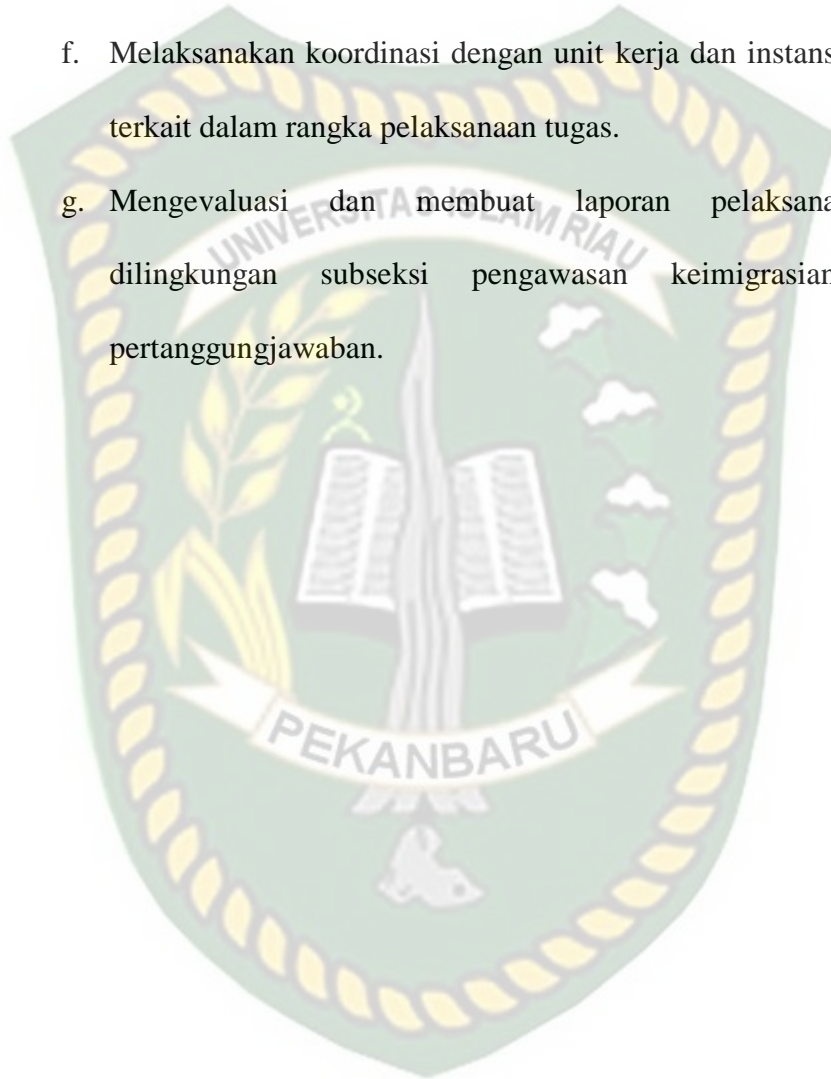 f. Melaksanakan koordinasi dengan unit kerja dan instans
terkait dalam rangka pelaksanaan tugas.
g. Mengevaluasi dan membuat laporan pelaksana
UNIVERSITAS ISLAM RIAU
dilingkungan subseksi pengawasan keimigrasian
pertanggungjawaban.
PEKANBARU